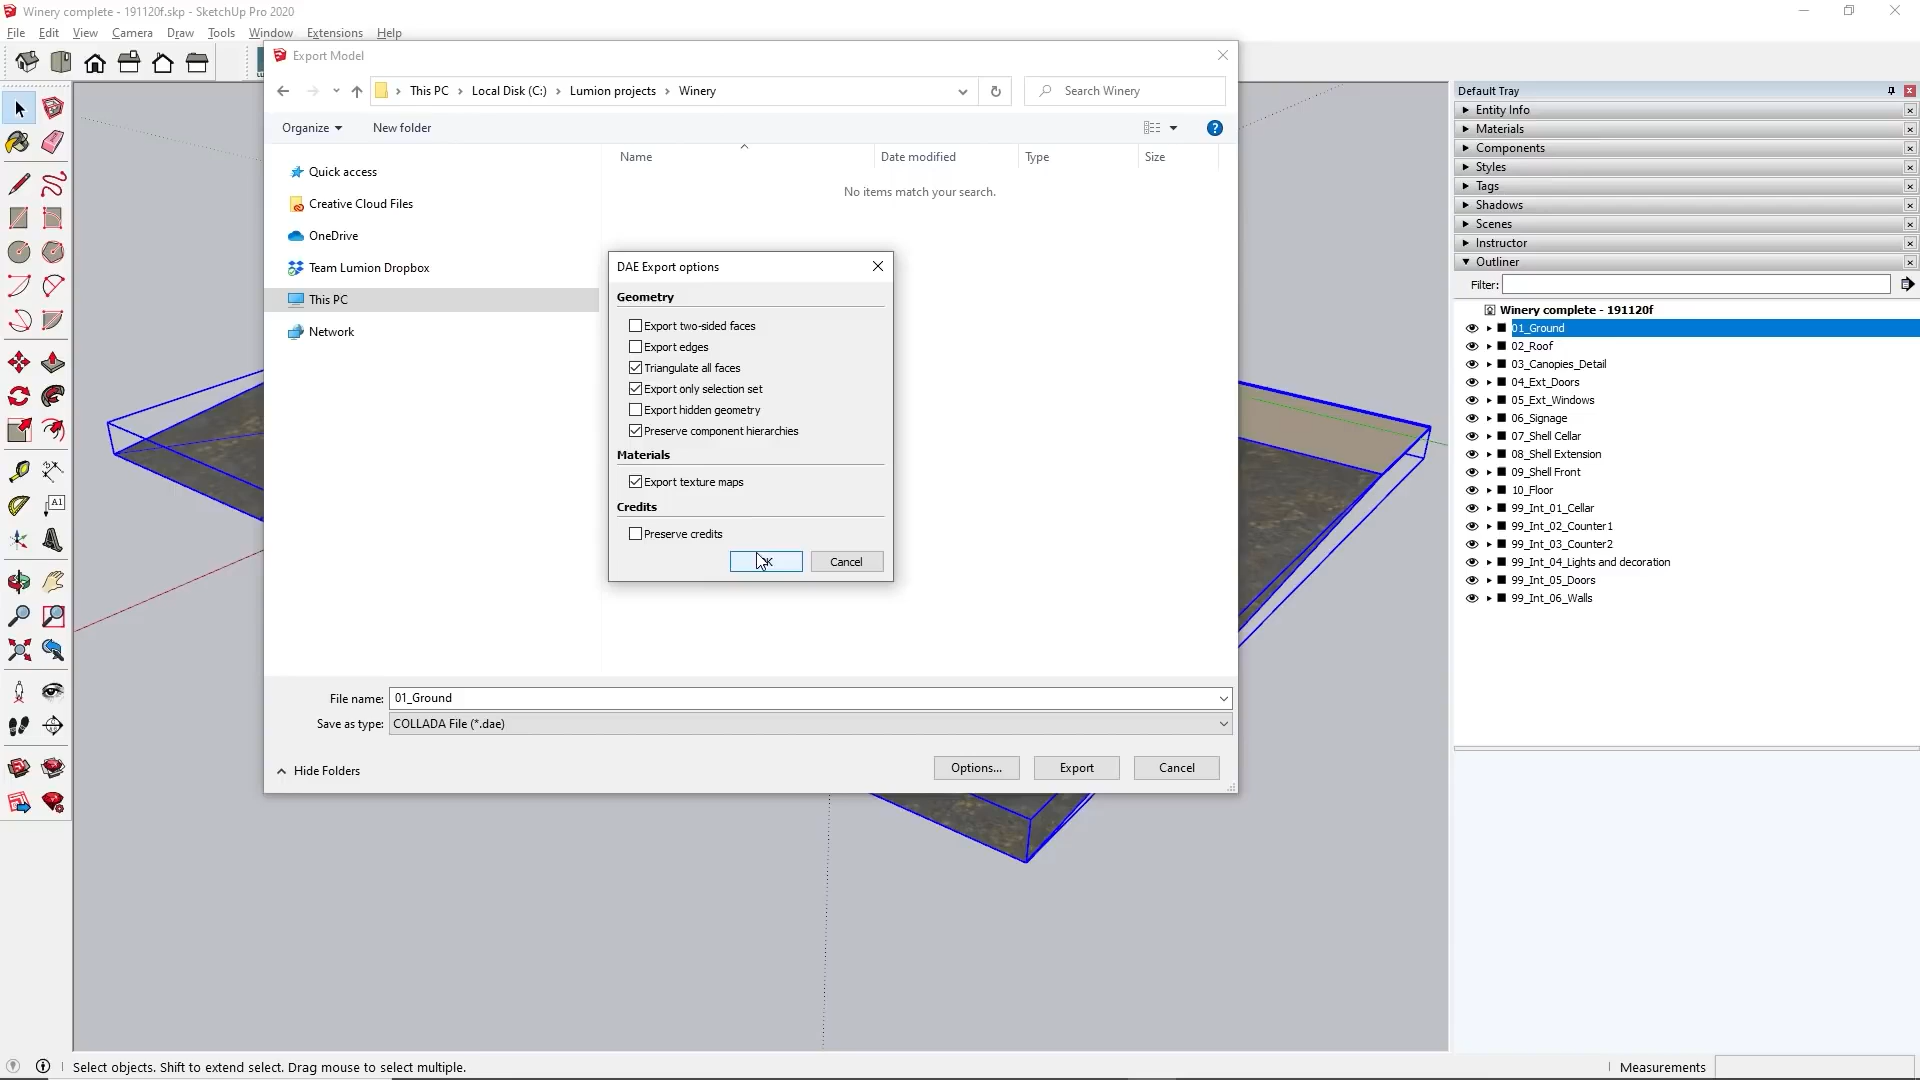 Winery complete - 191120f.skp - SketchUp Pro 2020
File Edit View Camera Draw Tools Window Extensions Help
Export Model
This PC > Local Disk (C:) > Lumion projects > Winery
Search Winery
Organize New folder
Name Date modified Type Size
No items match your search.
Quick access
Creative Cloud Files
OneDrive
Team Lumion Dropbox
This PC
Network
DAE Export options
Geometry
Export two-sided faces
Export edges
Triangulate all faces
Export only selection set
Export hidden geometry
Preserve component hierarchies
Materials
Export texture maps
Credits
Preserve credits
Cancel
File name: 01_Ground
Save as type: COLLADA File (*.dae)
Hide Folders
Options... Export Cancel
Default Tray
Entity Info
Materials
Components
Styles
Tags
Shadows
Scenes
Instructor
Outliner
Filter:
Winery complete - 191120f
01_Ground
02_Roof
03_Canopies_Detail
04_Ext_Doors
05_Ext_Windows
06_Signage
07_Shell Cellar
08_Shell Extension
09_Shell Front
10_Floor
99_Int_01_Cellar
99_Int_02_Counter1
99_Int_03_Counter2
99_Int_04_Lights and decoration
99_Int_05_Doors
99_Int_06_Walls
A1
Select objects. Shift to extend select. Drag mouse to select multiple.
Measurements